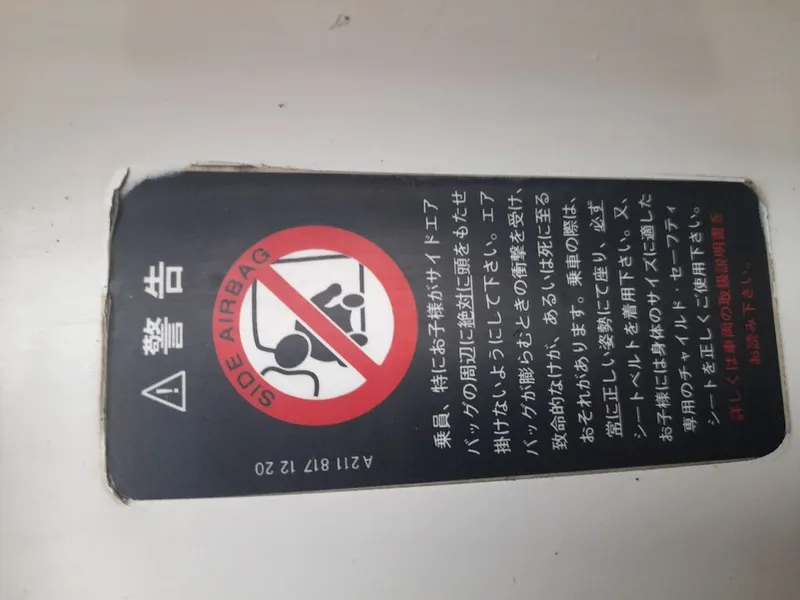 警告
SIDE AIRBAG
A 211 817 12 20
乗員、特にお子様がサイドエア
バッグの周辺に絶対に頭をもたせ
掛けないようにして下さい。エア
バッグが膨らむときの衝撃を受け、
致命的なけが、あるいは死に至る
おそれがあります。乗車の際は、
常に正しい姿勢にて座り、必ず
シートベルトを着用下さい。又、
お子様には身体のサイズに適した
専用のチャイルド・セーフティ
シートを正しくご使用下さい。
詳しくは車両の取扱説明書を
お読み下さい。